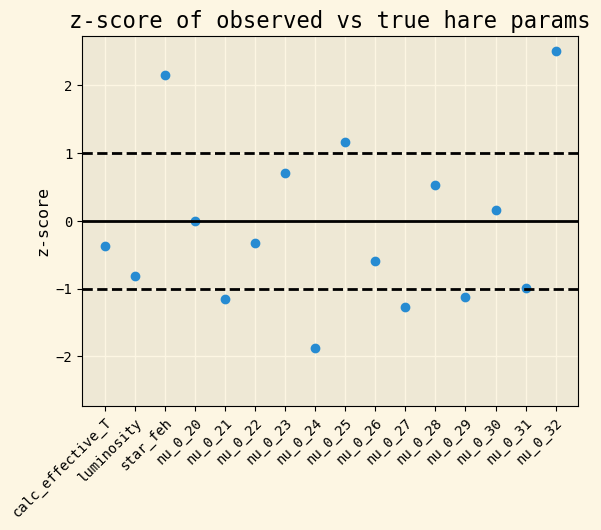 z-score of observed vs true hare params
z-score
2
1
0
−1
−2
calc_effective_T
luminosity
star_feh
nu_0_20
nu_0_21
nu_0_22
nu_0_23
nu_0_24
nu_0_25
nu_0_26
nu_0_27
nu_0_28
nu_0_29
nu_0_30
nu_0_31
nu_0_32